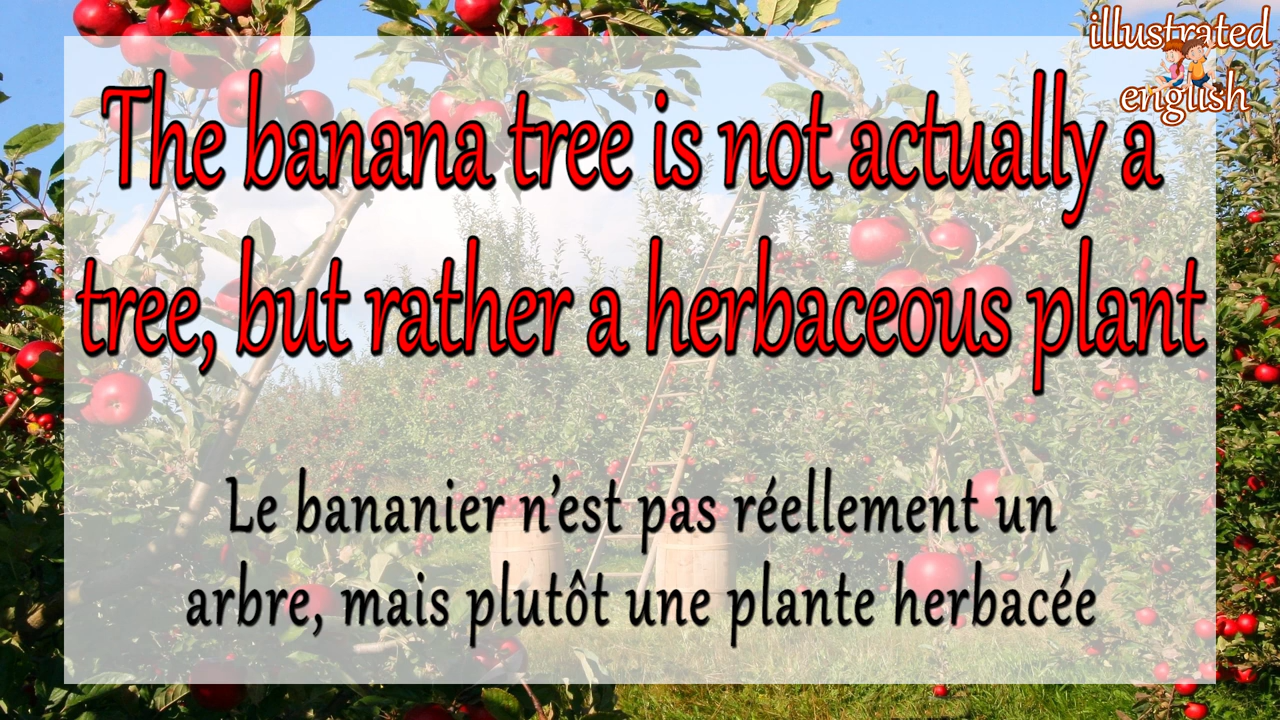 illustrated
english
The banana tree is not actually a
tree, but rather a herbaceous plant
Le bananier n’est pas réellement un
arbre, mais plutôt une plante herbacée